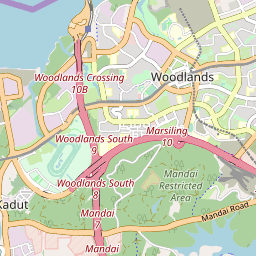 Woodlands Crossing
10B
Woodlands
Woodlands South
9
Marsiling
10
Woodlands South
8
Mandai
Restricted
Area
Kadut
Mandai
7
Mandai Road
Mandai